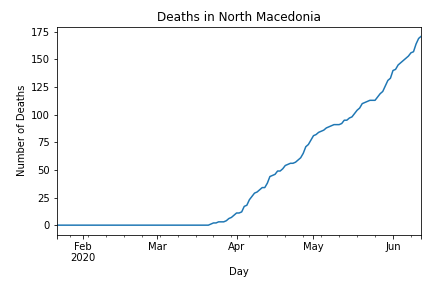 Deaths in North Macedonia
175
150
125
100
75
50
25
0
Number of Deaths
Feb
2020
Mar
Apr
May
Jun
Day